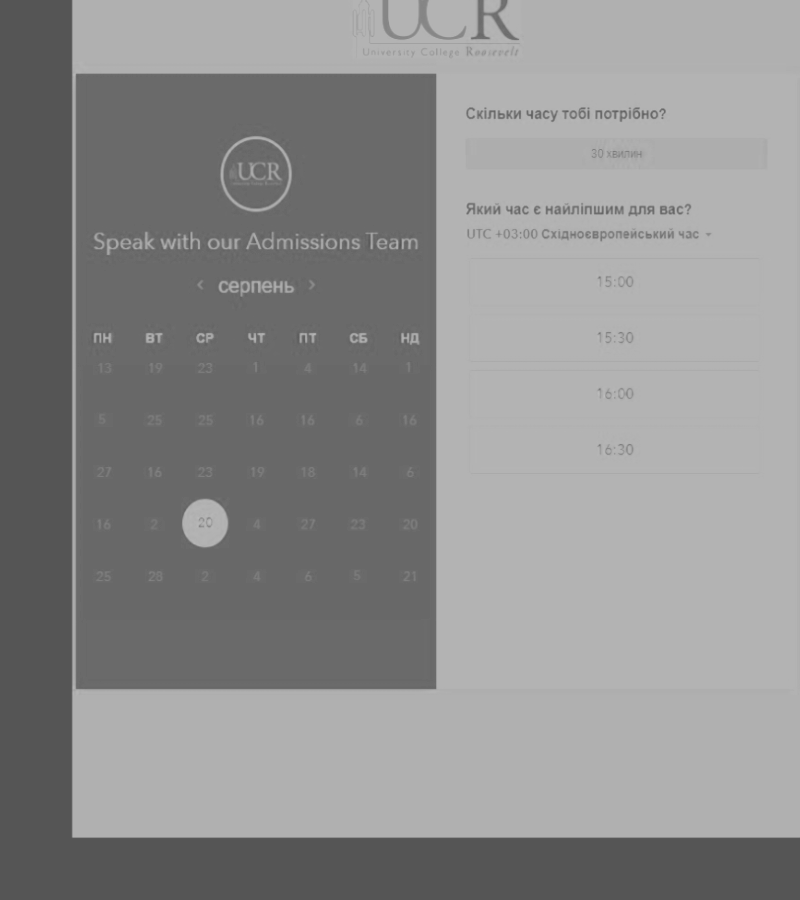 UCR
University College Roosevelt
UCR
Speak with our Admissions Team
‹ серпень ›
ПН ВТ СР ЧТ ПТ СБ НД
13 19 23 1 4 14 1
5 25 25 16 16 6 16
27 16 23 19 18 14 6
16 2 20 4 27 23 20
25 28 2 4 6 5 21
Скільки часу тобі потрібно?
30 хвилин
Який час є найліпшим для вас?
UTC +03:00 Східноєвропейський час
15:00
15:30
16:00
16:30